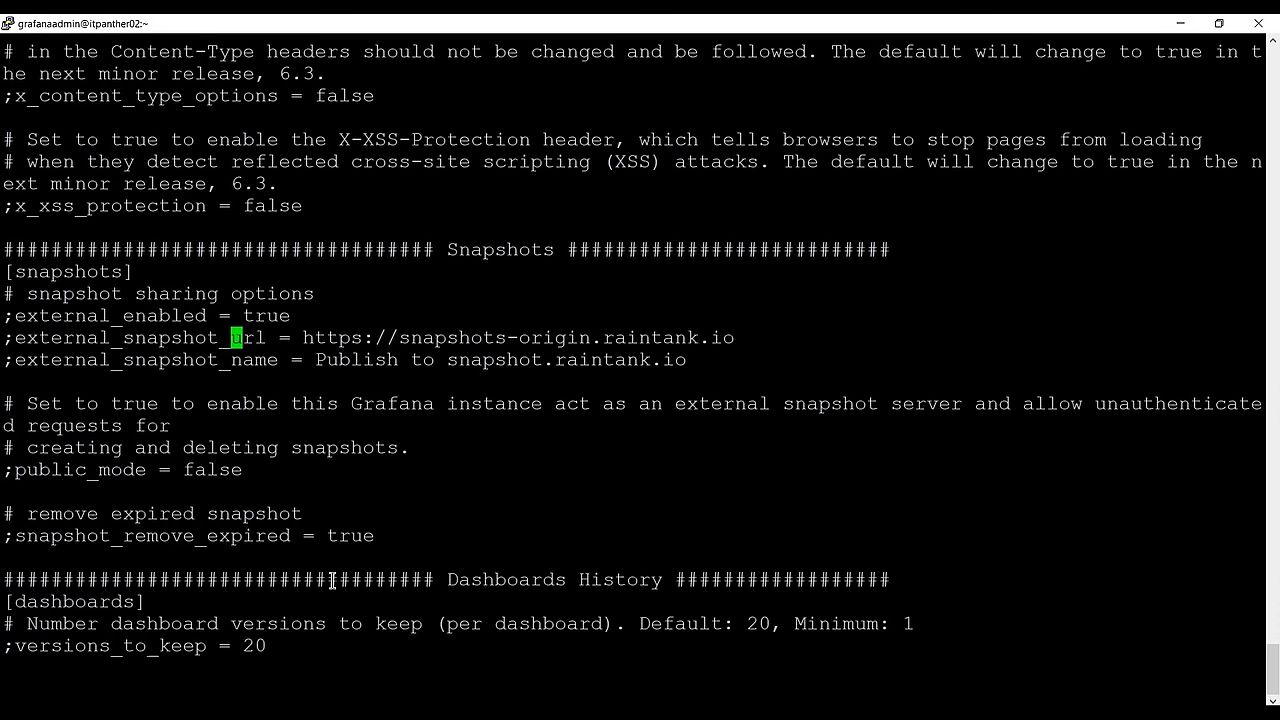 grafanaadmin@itpanther02:~
# in the Content-Type headers should not be changed and be followed. The default will change to true in t
he next minor release, 6.3.
;x_content_type_options = false
# Set to true to enable the X-XSS-Protection header, which tells browsers to stop pages from loading
# when they detect reflected cross-site scripting (XSS) attacks. The default will change to true in the n
ext minor release, 6.3.
;x_xss_protection = false
#################################### Snapshots ###########################
[snapshots]
# snapshot sharing options
;external_enabled = true
;external_snapshot_url = https://snapshots-origin.raintank.io
;external_snapshot_name = Publish to snapshot.raintank.io
# Set to true to enable this Grafana instance act as an external snapshot server and allow unauthenticate
d requests for
# creating and deleting snapshots.
;public_mode = false
# remove expired snapshot
;snapshot_remove_expired = true
#################################### Dashboards History ##################
[dashboards]
# Number dashboard versions to keep (per dashboard). Default: 20, Minimum: 1
;versions_to_keep = 20